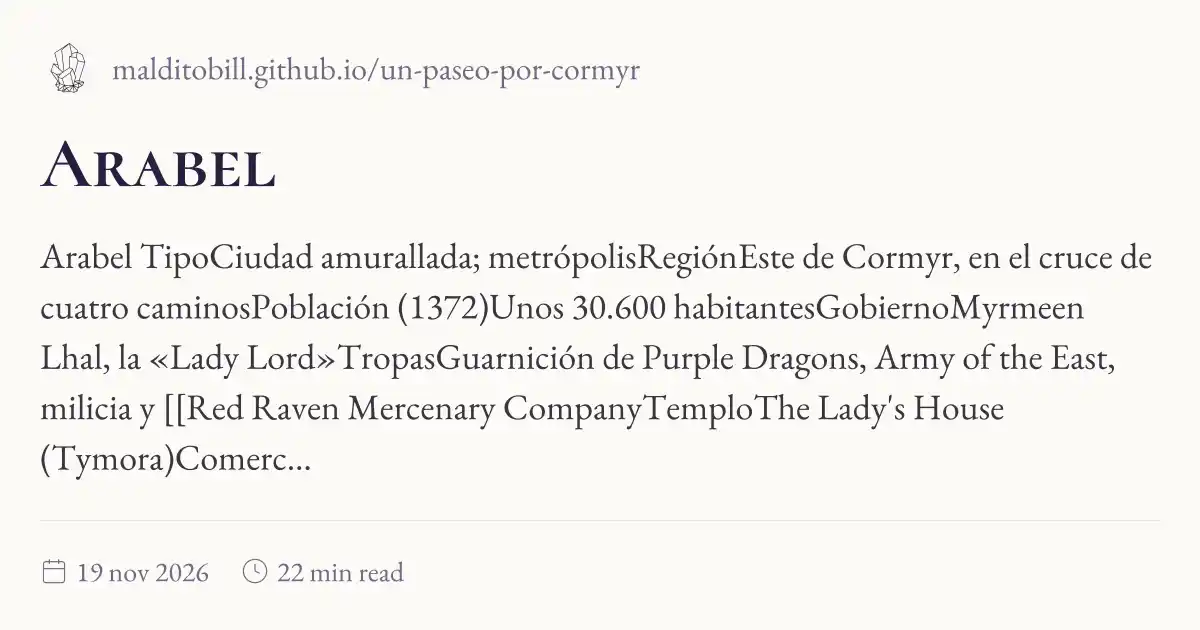 malditobill.github.io/un-paseo-por-cormyr
Arabel
Arabel TipoCiudad amurallada; metrópolisRegiónEste de Cormyr, en el cruce de
cuatro caminosPoblación (1372)Unos 30.600 habitantesGobiernoMyrmeen
Lhal, la «Lady Lord»TropasGuarnición de Purple Dragons, Army of the East,
milicia y [[Red Raven Mercenary CompanyTemploThe Lady's House
(Tymora)Comerc...
19 nov 2026 22 min read